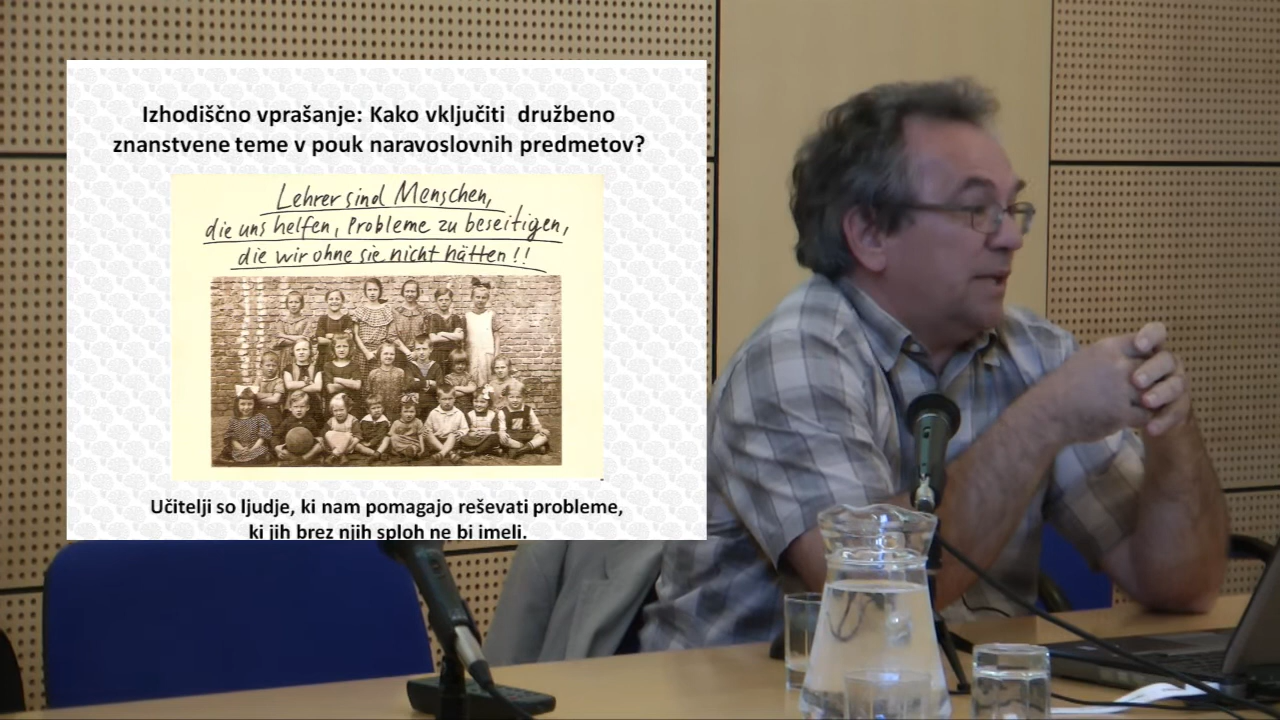 Izhodiščno vprašanje: Kako vključiti družbeno
znanstvene teme v pouk naravoslovnih predmetov?
Lehrer sind Menschen,
die uns helfen, Probleme zu beseitigen,
die wir ohne sie nicht hätten!!
Učitelji so ljudje, ki nam pomagajo reševati probleme,
ki jih brez njih sploh ne bi imeli.